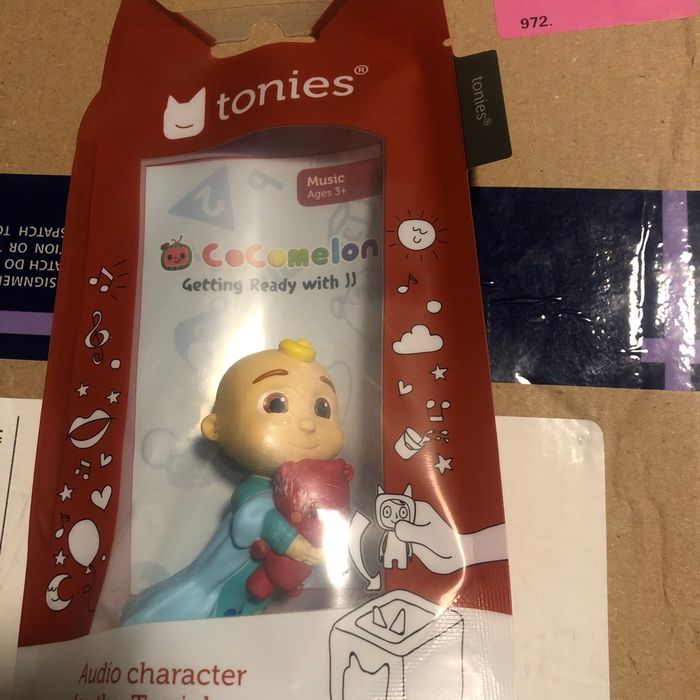 972.
tonies®
tonies®
Music
Ages 3+
CoComelon
Getting Ready with JJ
Audio character